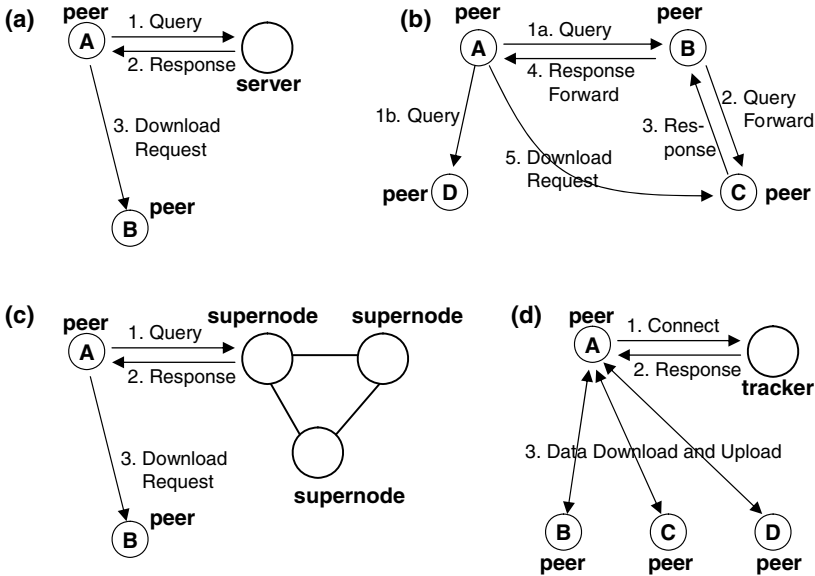 (a)
peer
A
1. Query
2. Response
server
3. Download
Request
peer
B
(b)
peer
A
1a. Query
peer
B
4. Response
Forward
1b. Query
2. Query
Forward
3. Res-
ponse
5. Download
Request
peer
D
C
peer
(c)
peer
A
1. Query
2. Response
supernode
supernode
supernode
3. Download
Request
peer
B
(d)
peer
A
1. Connect
2. Response
tracker
3. Data Download and Upload
B
peer
C
peer
D
peer